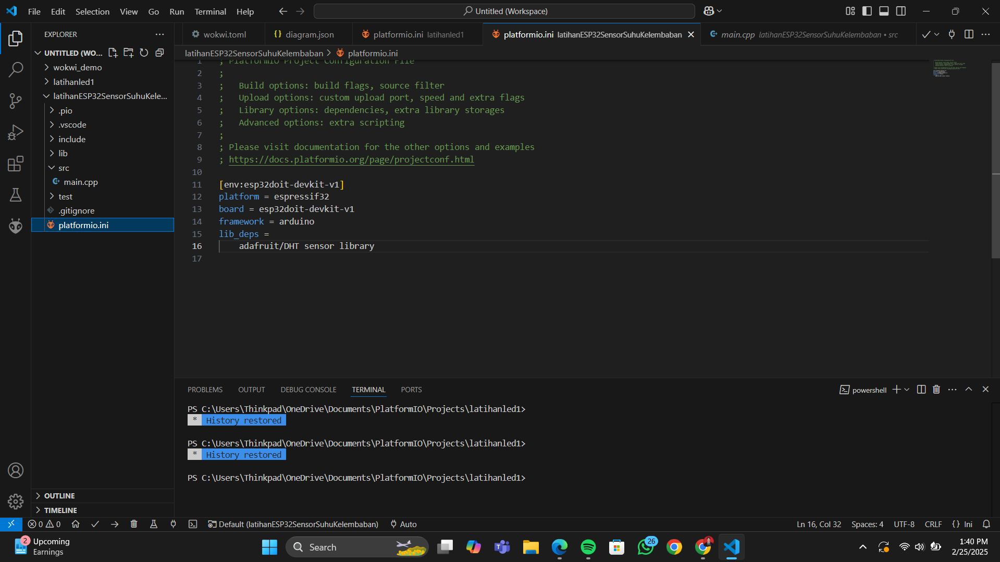 File Edit Selection View Go Run Terminal Help
Untitled (Workspace)
EXPLORER
UNTITLED (WO...
wokwi_demo
latihanled1
latihanESP32SensorSuhuKele...
.pio
.vscode
include
lib
src
main.cpp
test
.gitignore
platformio.ini
OUTLINE
TIMELINE
wokwi.toml
{} diagram.json
platformio.ini latihanled1
platformio.ini latihanESP32SensorSuhuKelembaban
main.cpp latihanESP32SensorSuhuKelembaban • src
latihanESP32SensorSuhuKelembaban > platformio.ini
1 ; PlatformIO Project Configuration File
2 ;
3 ;   Build options: build flags, source filter
4 ;   Upload options: custom upload port, speed and extra flags
5 ;   Library options: dependencies, extra library storages
6 ;   Advanced options: extra scripting
7 ;
8 ; Please visit documentation for the other options and examples
9 ; https://docs.platformio.org/page/projectconf.html
10
11 [env:esp32doit-devkit-v1]
12 platform = espressif32
13 board = esp32doit-devkit-v1
14 framework = arduino
15 lib_deps =
16     adafruit/DHT sensor library
17
PROBLEMS OUTPUT DEBUG CONSOLE TERMINAL PORTS
powershell
PS C:\Users\Thinkpad\OneDrive\Documents\PlatformIO\Projects\latihanled1>
* History restored
PS C:\Users\Thinkpad\OneDrive\Documents\PlatformIO\Projects\latihanled1>
* History restored
PS C:\Users\Thinkpad\OneDrive\Documents\PlatformIO\Projects\latihanled1>
0 0 Default (latihanESP32SensorSuhuKelembaban) Auto
Ln 16, Col 32 Spaces: 4 UTF-8 CRLF {} Ini
2
Upcoming
Earnings
Search
26
1:40 PM
2/25/2025